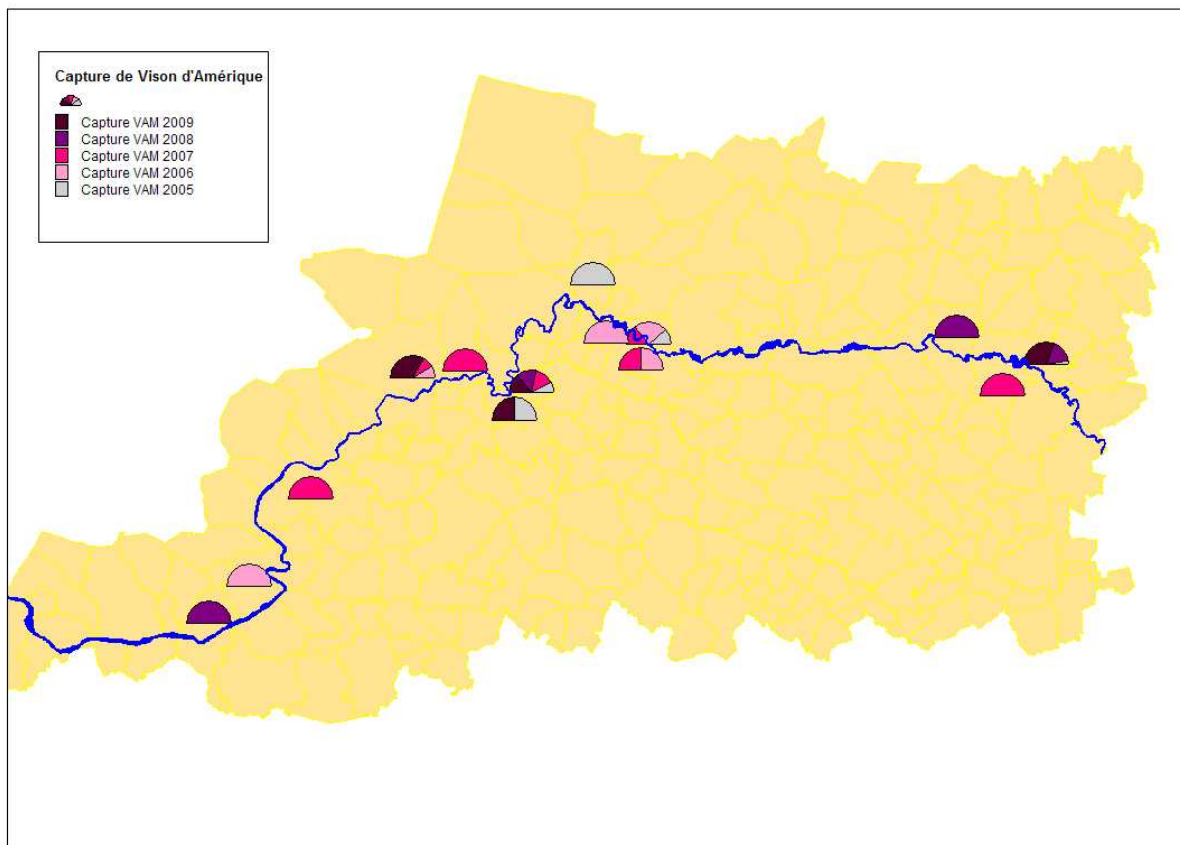 Capture de Vison d'Amérique
Capture VAM 2009
Capture VAM 2008
Capture VAM 2007
Capture VAM 2006
Capture VAM 2005